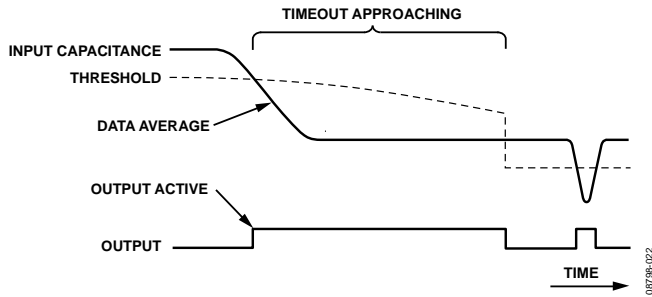 TIMEOUT APPROACHING
INPUT CAPACITANCE
THRESHOLD
DATA AVERAGE
OUTPUT ACTIVE
OUTPUT
TIME
08798-022